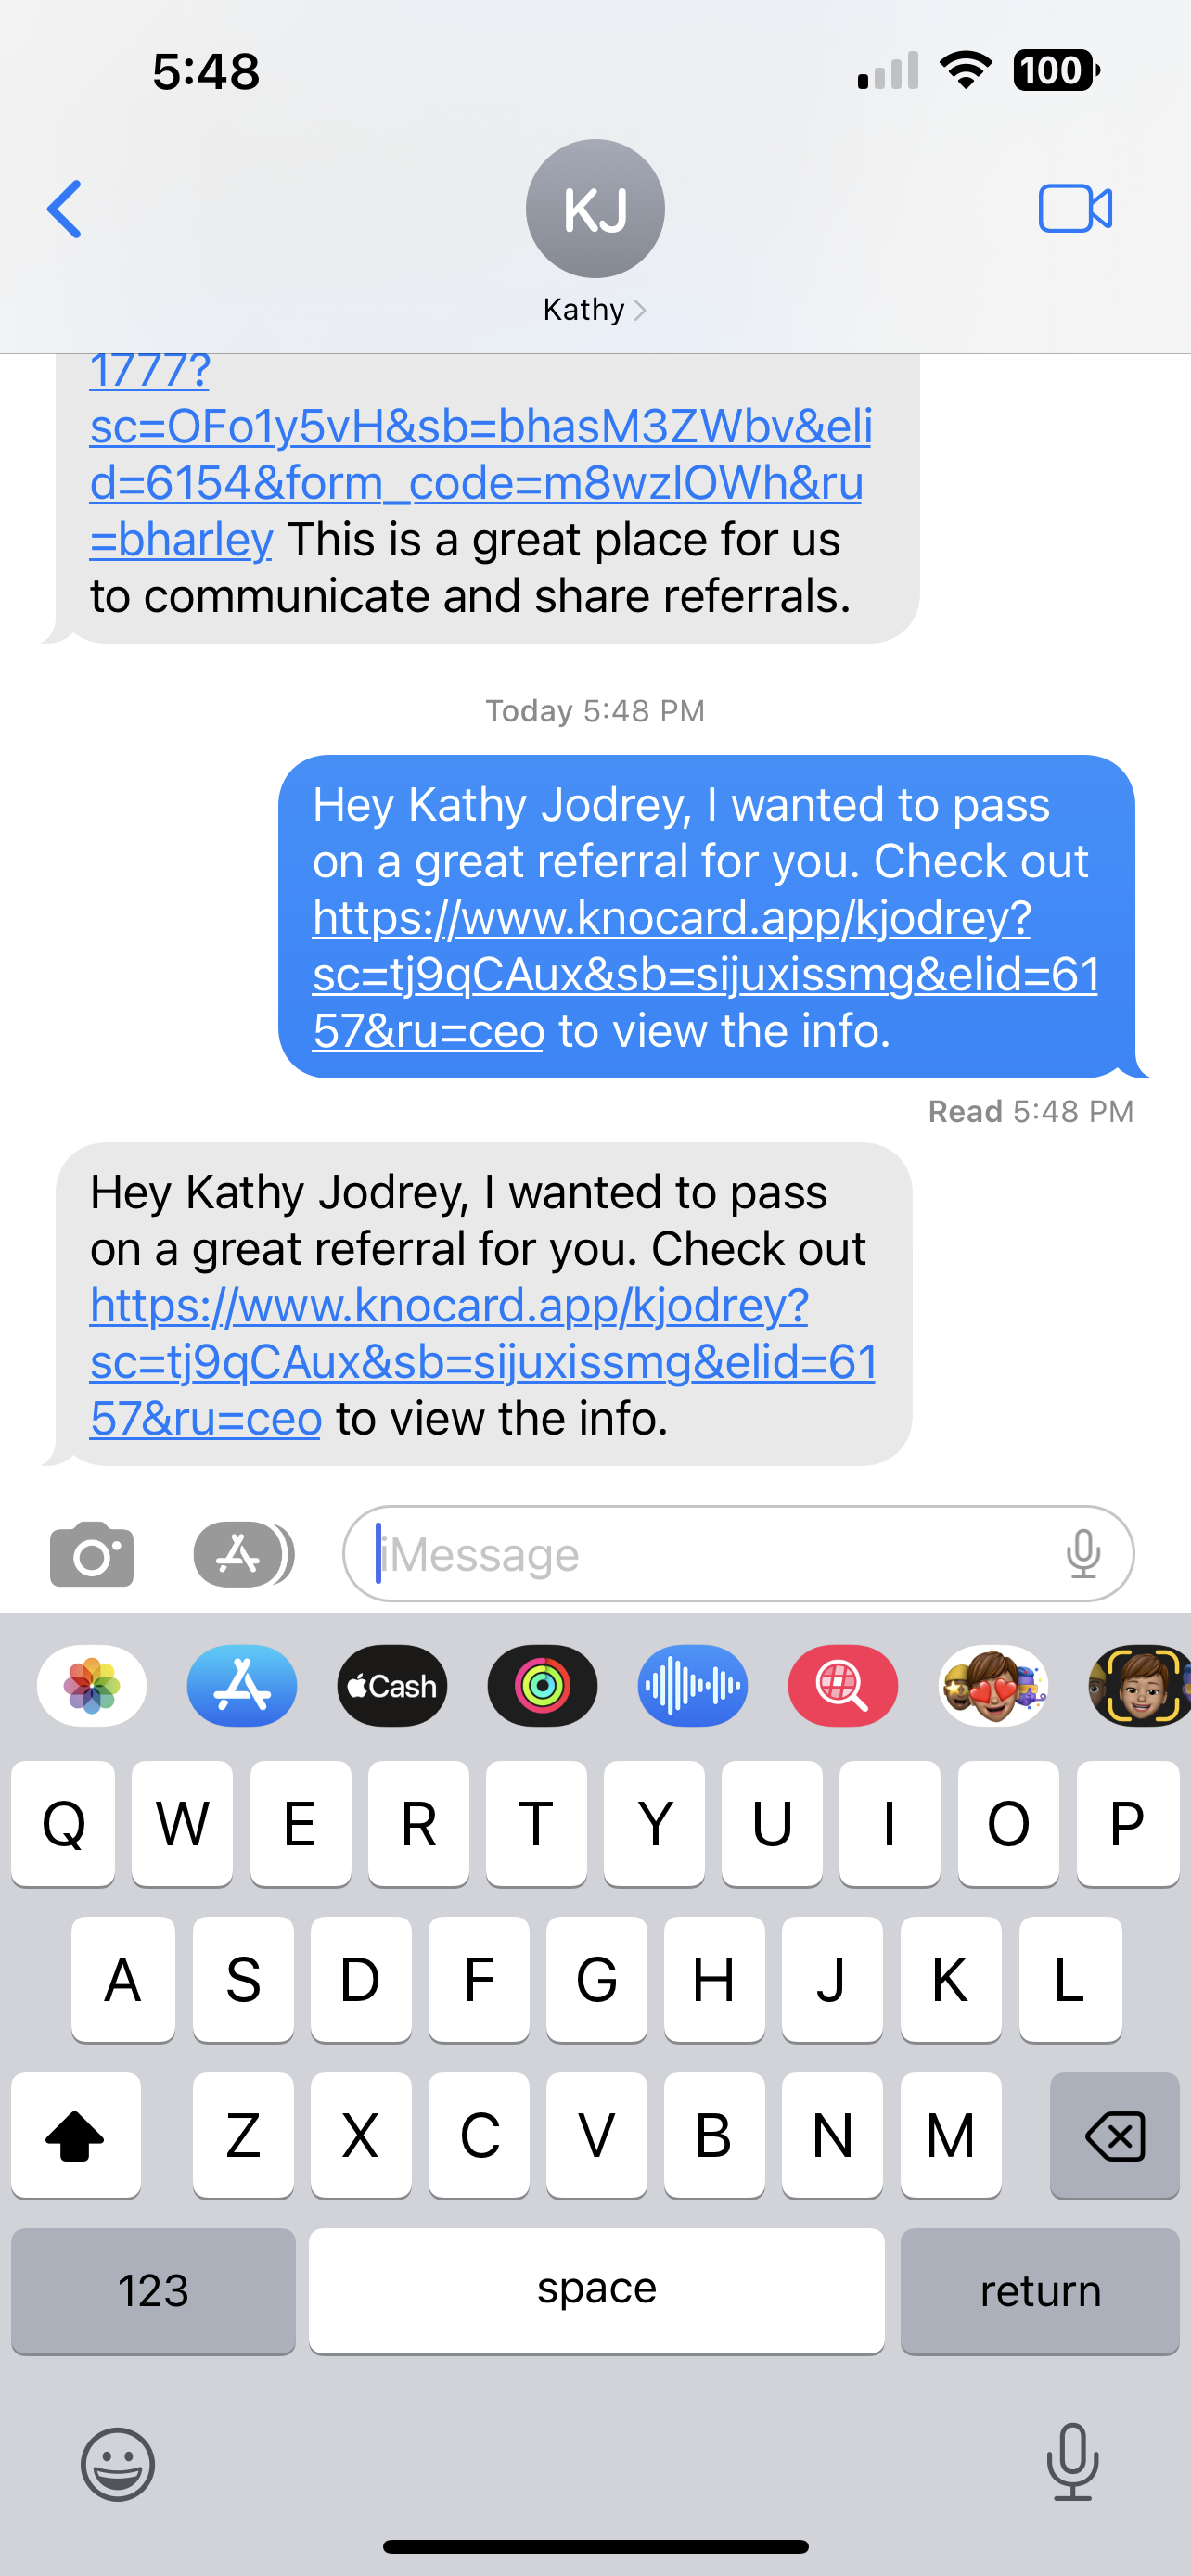 5:48
100
KJ
Kathy
1777?
sc=OFo1y5vH&sb=bhasM3ZWbv&eli
d=6154&form_code=m8wzlOWh&ru
=bharley This is a great place for us
to communicate and share referrals.
Today 5:48 PM
Hey Kathy Jodrey, I wanted to pass
on a great referral for you. Check out
https://www.knocard.app/kjodrey?
sc=tj9qCAux&sb=sijuxissmg&elid=61
57&ru=ceo to view the info.
Read 5:48 PM
Hey Kathy Jodrey, I wanted to pass
on a great referral for you. Check out
https://www.knocard.app/kjodrey?
sc=tj9qCAux&sb=sijuxissmg&elid=61
57&ru=ceo to view the info.
iMessage
Cash
Q W E R T Y U I O P
A S D F G H J K L
Z X C V B N M
123 space return